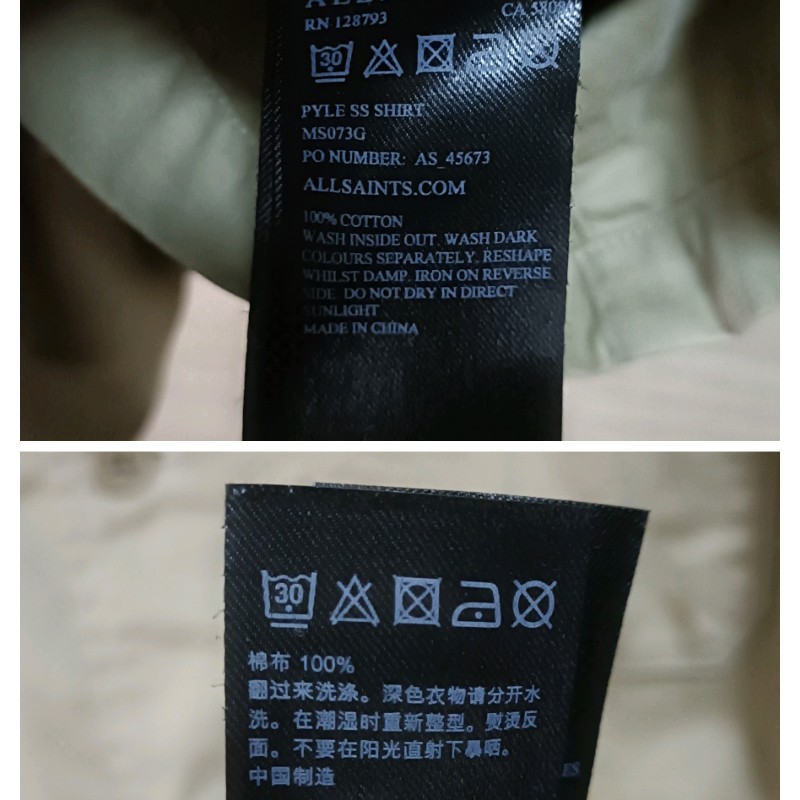 RN 128793
30
PYLE SS SHIRT
MS073G
PO NUMBER: AS_45673
ALLSAINTS.COM
100% COTTON
WASH INSIDE OUT. WASH DARK
COLOURS SEPARATELY. RESHAPE
WHILST DAMP. IRON ON REVERSE
SIDE. DO NOT DRY IN DIRECT
SUNLIGHT
MADE IN CHINA
30
棉布 100%
翻过来洗涤。深色衣物请分开水
洗。在潮湿时重新整型。熨烫反
面。不要在阳光直射下暴晒。
中国制造
ES